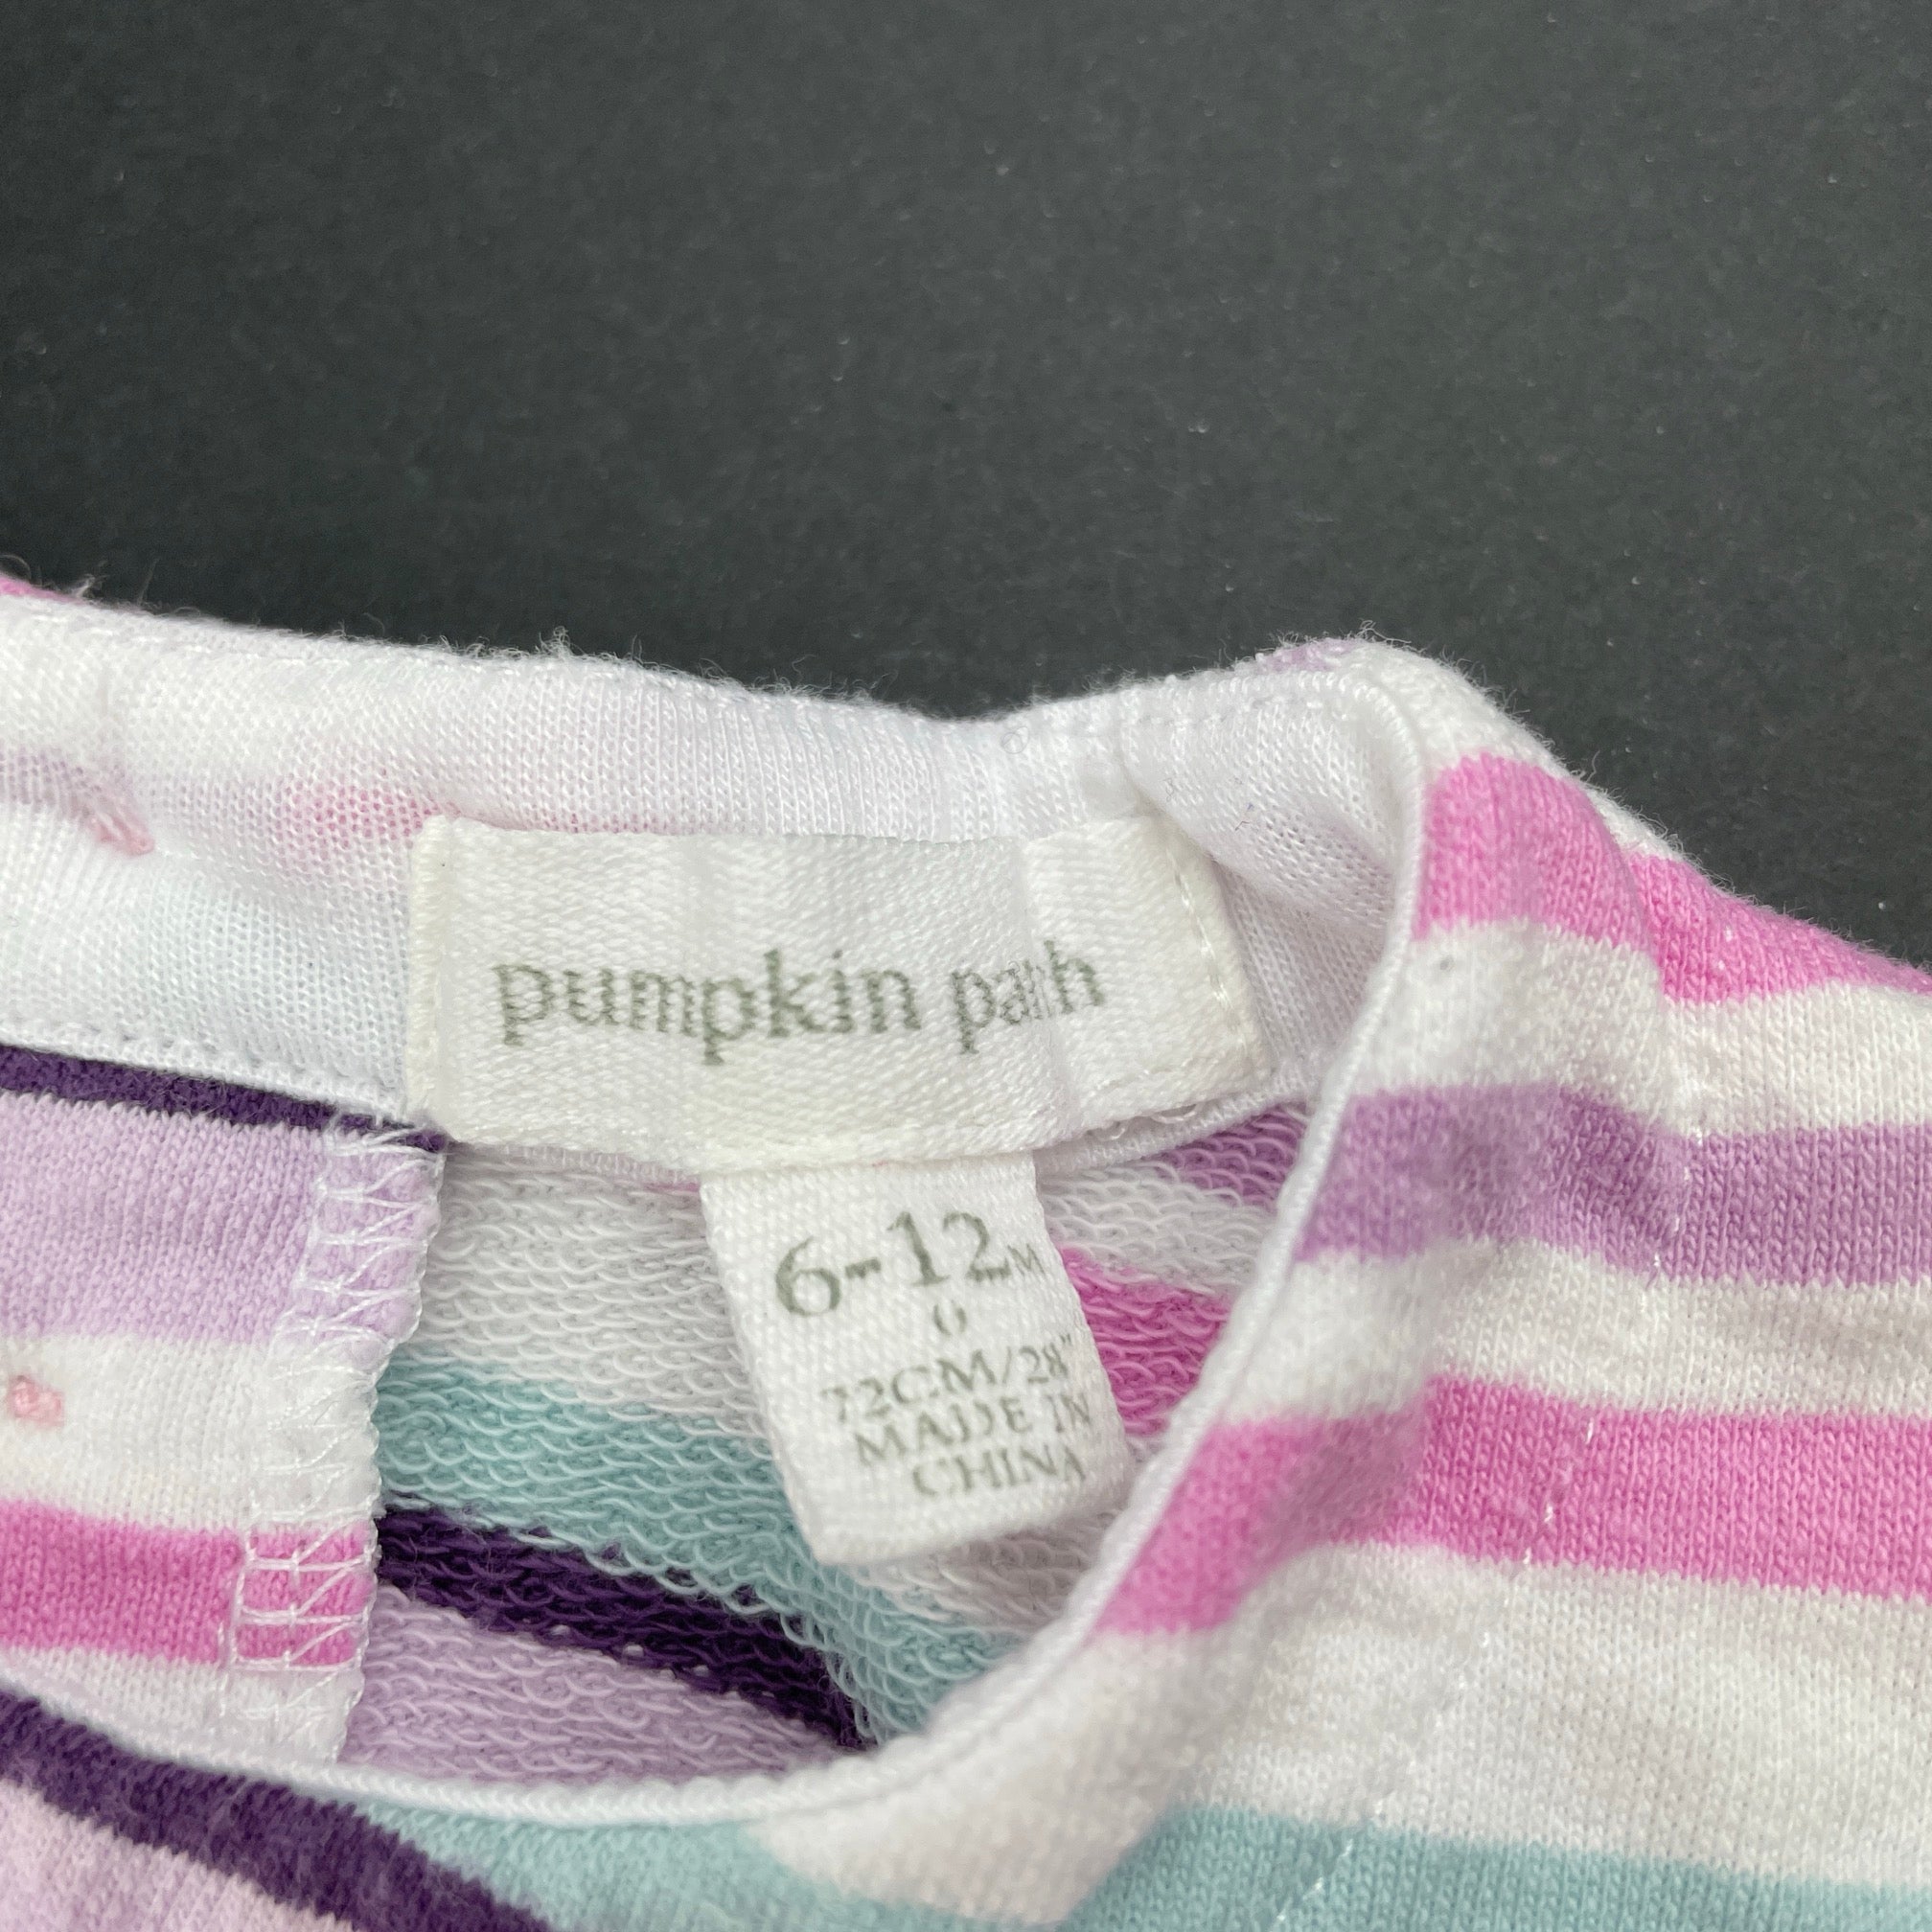 pumpkin patch
6-12M
0
72CM/28"
MADE IN
CHINA